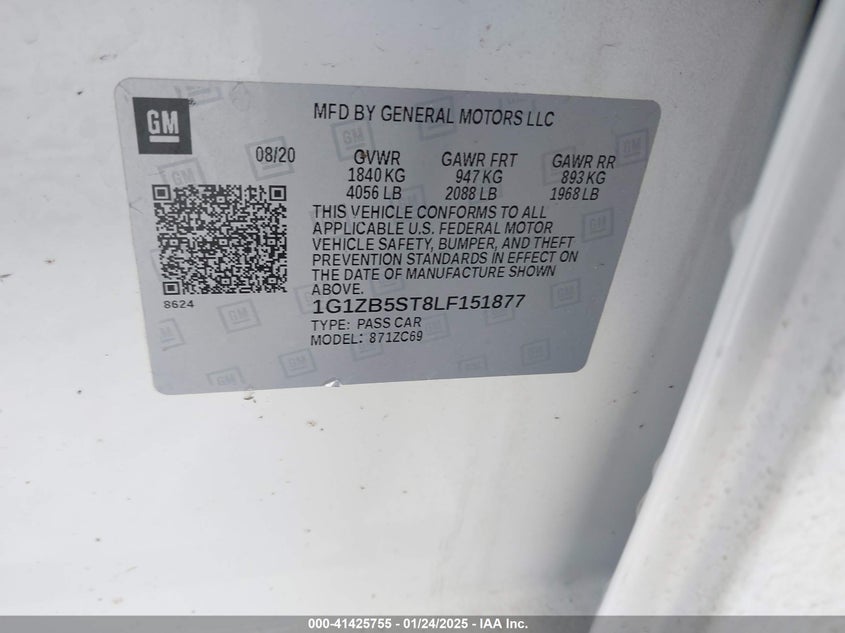 GM
MFD BY GENERAL MOTORS LLC
08/20 GVWR GAWR FRT GAWR RR
1840 KG 947 KG 893 KG
4056 LB 2088 LB 1968 LB
THIS VEHICLE CONFORMS TO ALL
APPLICABLE U.S. FEDERAL MOTOR
VEHICLE SAFETY, BUMPER, AND THEFT
PREVENTION STANDARDS IN EFFECT ON
THE DATE OF MANUFACTURE SHOWN
ABOVE.
8624
1G1ZB5ST8LF151877
TYPE: PASS CAR
MODEL: 871ZC69
000-41425755 — 01/24/2025 — IAA Inc.